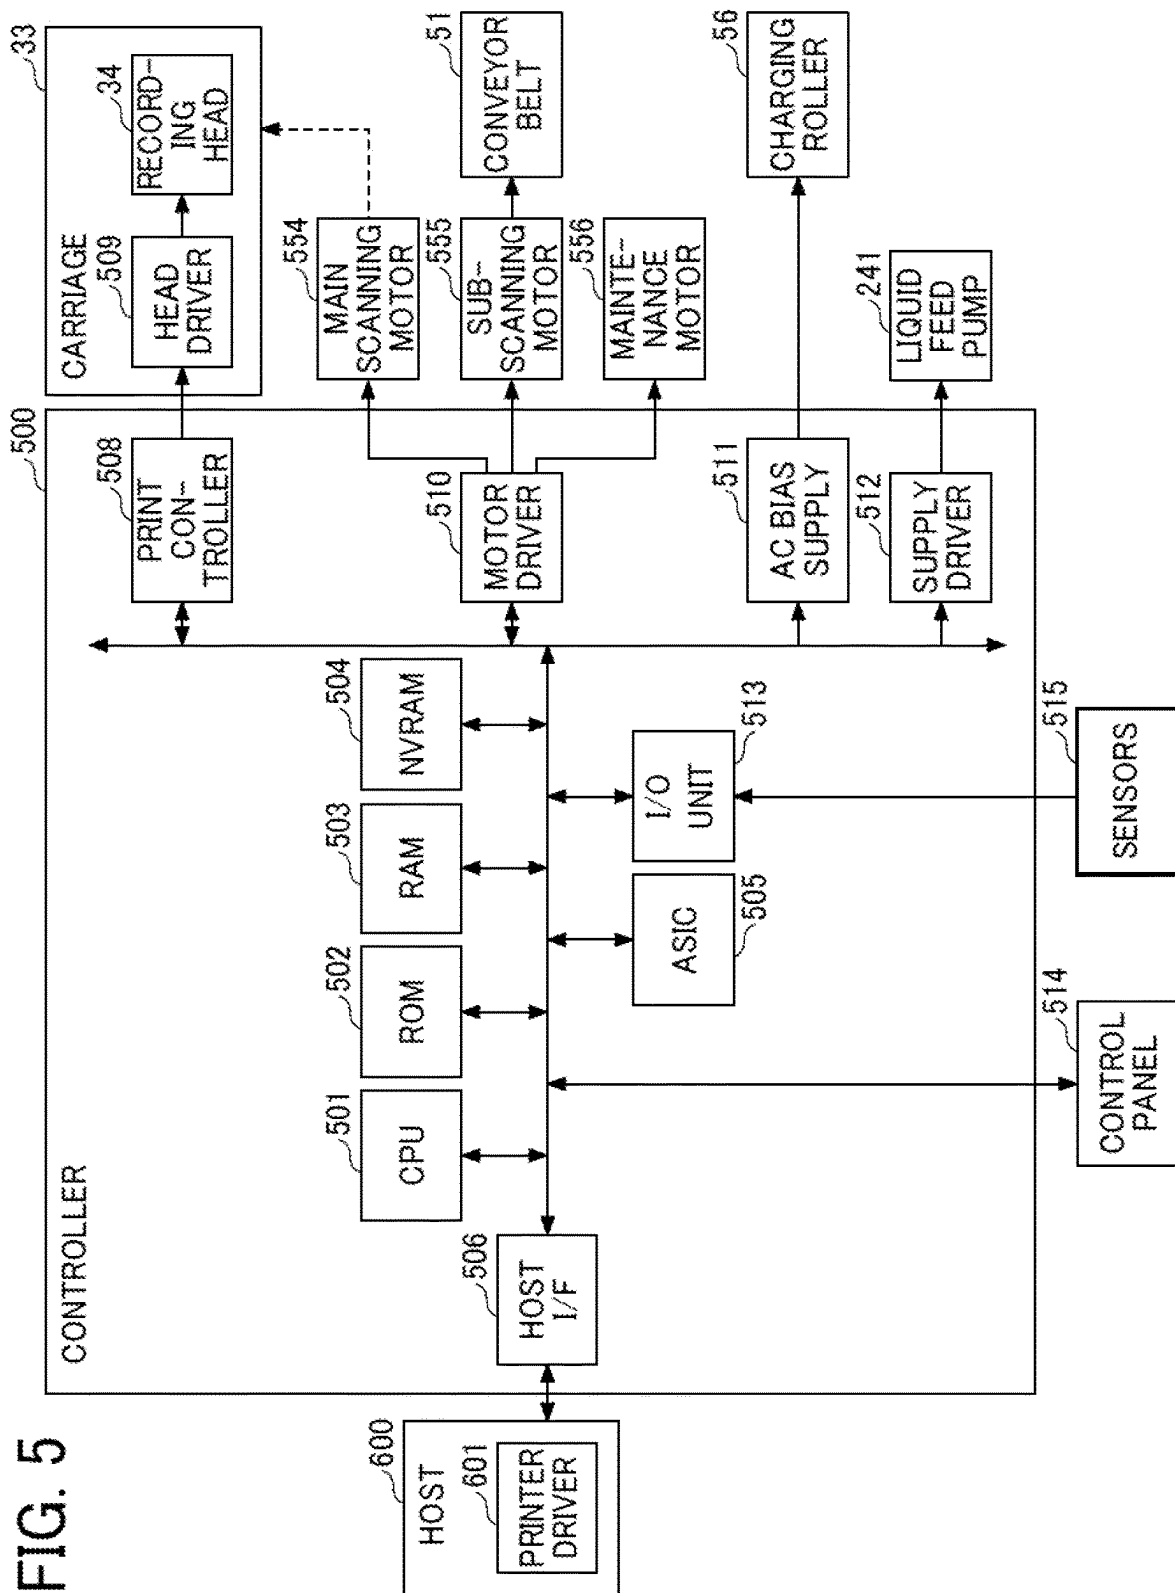 FIG. 5
600
HOST
601
PRINTER
DRIVER
CONTROLLER
500
506
HOST
I/F
501
CPU
502
ROM
503
RAM
504
NVRAM
505
ASIC
513
I/O
UNIT
514
CONTROL
PANEL
515
SENSORS
508
PRINT
CON-
TROLLER
510
MOTOR
DRIVER
511
AC BIAS
SUPPLY
512
SUPPLY
DRIVER
CARRIAGE
33
509
HEAD
DRIVER
34
RECORD-
ING
HEAD
554
MAIN
SCANNING
MOTOR
555
SUB-
SCANNING
MOTOR
556
MAINTE-
NANCE
MOTOR
51
CONVEYOR
BELT
56
CHARGING
ROLLER
241
LIQUID
FEED
PUMP